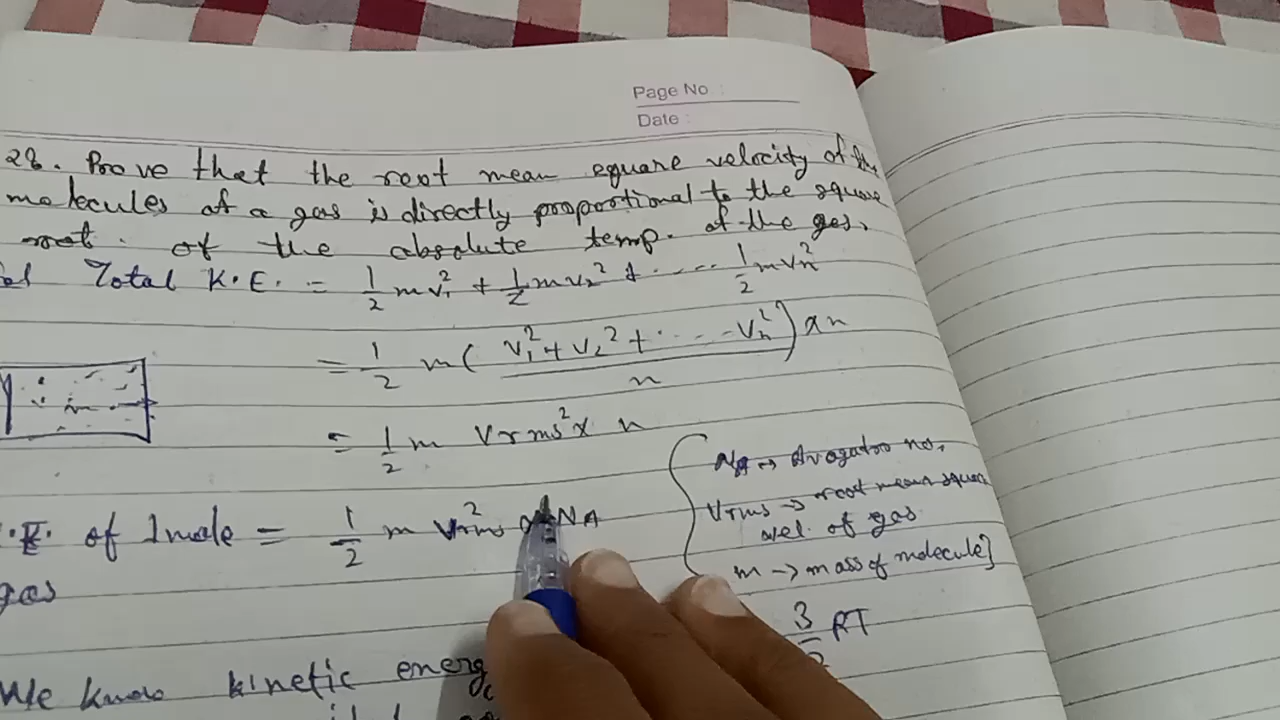 Page No :
Date :
28. Prove that the root mean square velocity of the
molecules of a gas is directly proportional to the square
root. of the absolute temp. of the gas.
Total K.E. = 1/2 mv₁² + 1/2 mv₂² + ---- 1/2 mvn²
= 1/2 m( v₁² + v₂² + ---- vn² / n ) x n
= 1/2 m Vrms² x n
NA → Avogadro no,
Vrms → root mean square
vel. of gas
m → mass of molecule]
.E. of 1mole = 1/2 m Vrms² x NA
gas
3/2 RT
We know kinetic energ